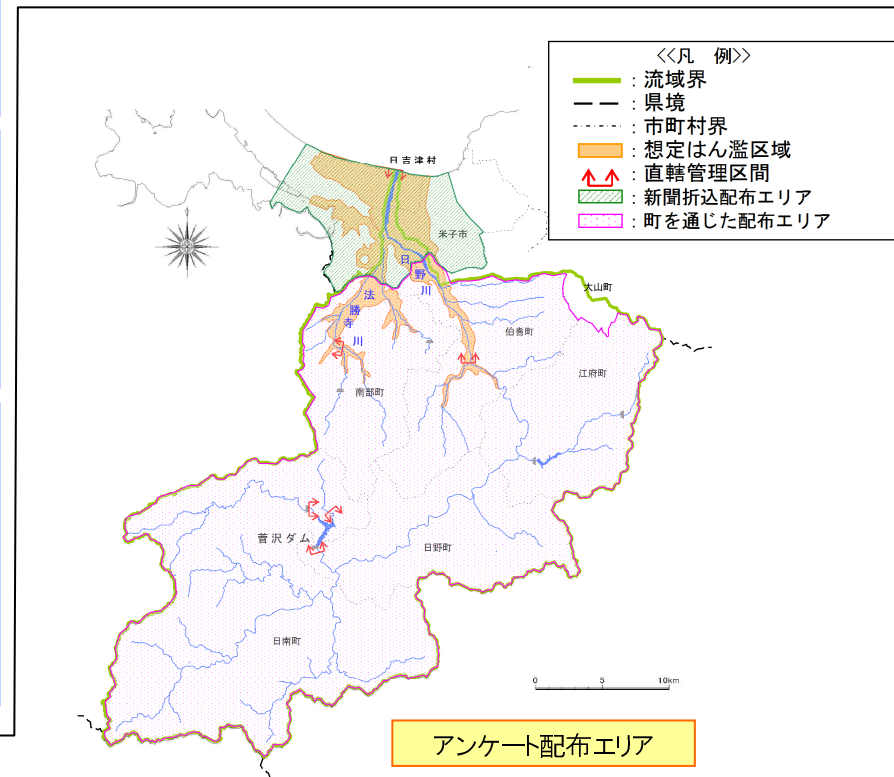 <<凡 例>>
: 流域界
: 県境
: 市町村界
: 想定はん濫区域
: 直轄管理区間
: 新聞折込配布エリア
: 町を通じた配布エリア
日吉津村
米子市
日野川
大山町
法勝寺川
伯耆町
江府町
南部町
菅沢ダム
日野町
日南町
0 5 10km
アンケート配布エリア